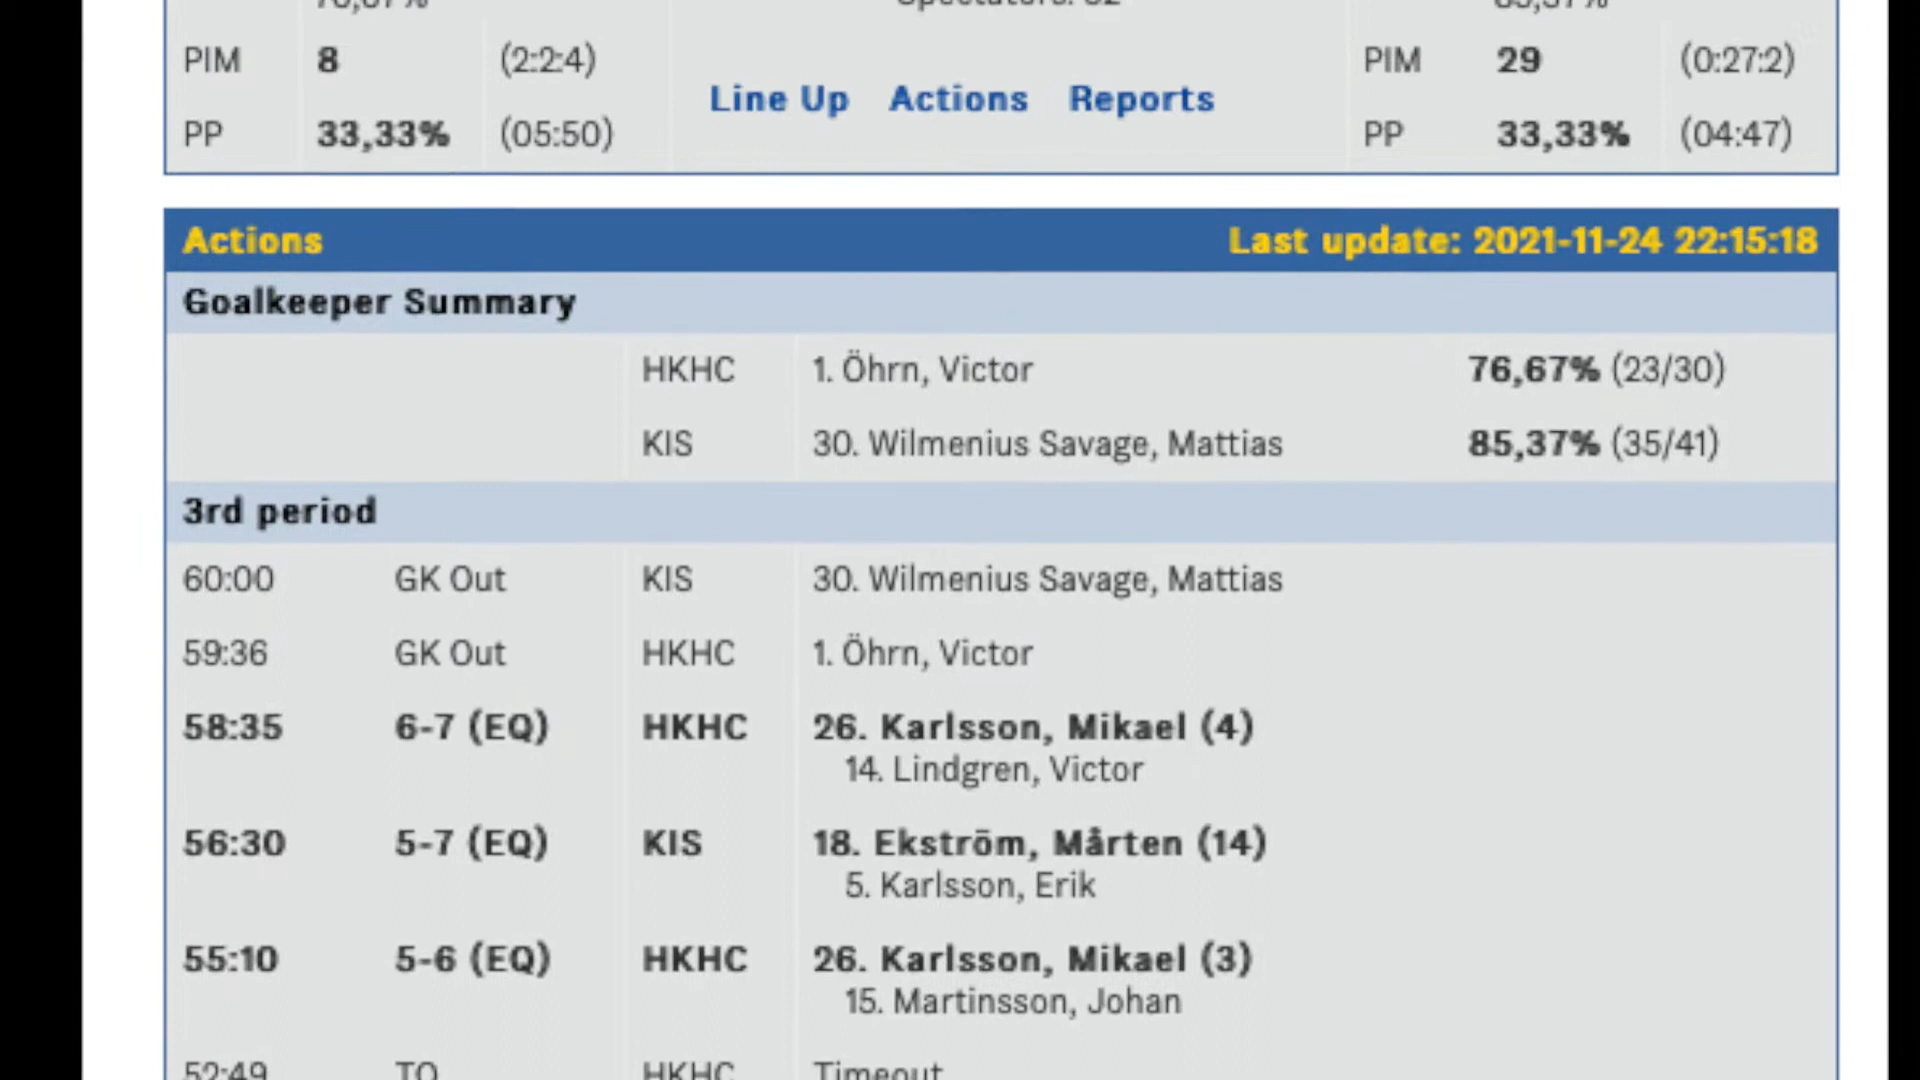 76,67% Spectators: 52 85,37%
PIM 8 (2:2:4) PIM 29 (0:27:2)
Line Up Actions Reports
PP 33,33% (05:50) PP 33,33% (04:47)
Actions Last update: 2021-11-24 22:15:18
Goalkeeper Summary
HKHC 1. Öhrn, Victor 76,67% (23/30)
KIS 30. Wilmenius Savage, Mattias 85,37% (35/41)
3rd period
60:00 GK Out KIS 30. Wilmenius Savage, Mattias
59:36 GK Out HKHC 1. Öhrn, Victor
58:35 6-7 (EQ) HKHC 26. Karlsson, Mikael (4)
14. Lindgren, Victor
56:30 5-7 (EQ) KIS 18. Ekström, Mårten (14)
5. Karlsson, Erik
55:10 5-6 (EQ) HKHC 26. Karlsson, Mikael (3)
15. Martinsson, Johan
52:49 TO HKHC Timeout